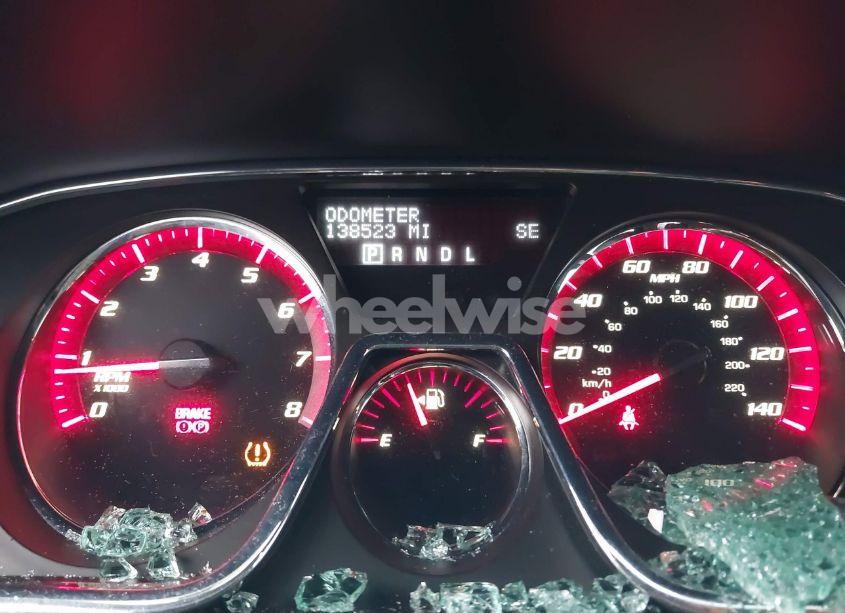 ODOMETER
138523 MI SE
P R N D L
wheelwise
0 1 2 3 4 5 6 7 8
RPM
X 1000
BRAKE
E F
0 20 40 60 80 100 120 140
MPH
0 20 40 60 80 100 120 140 160 180 200 220
km/h